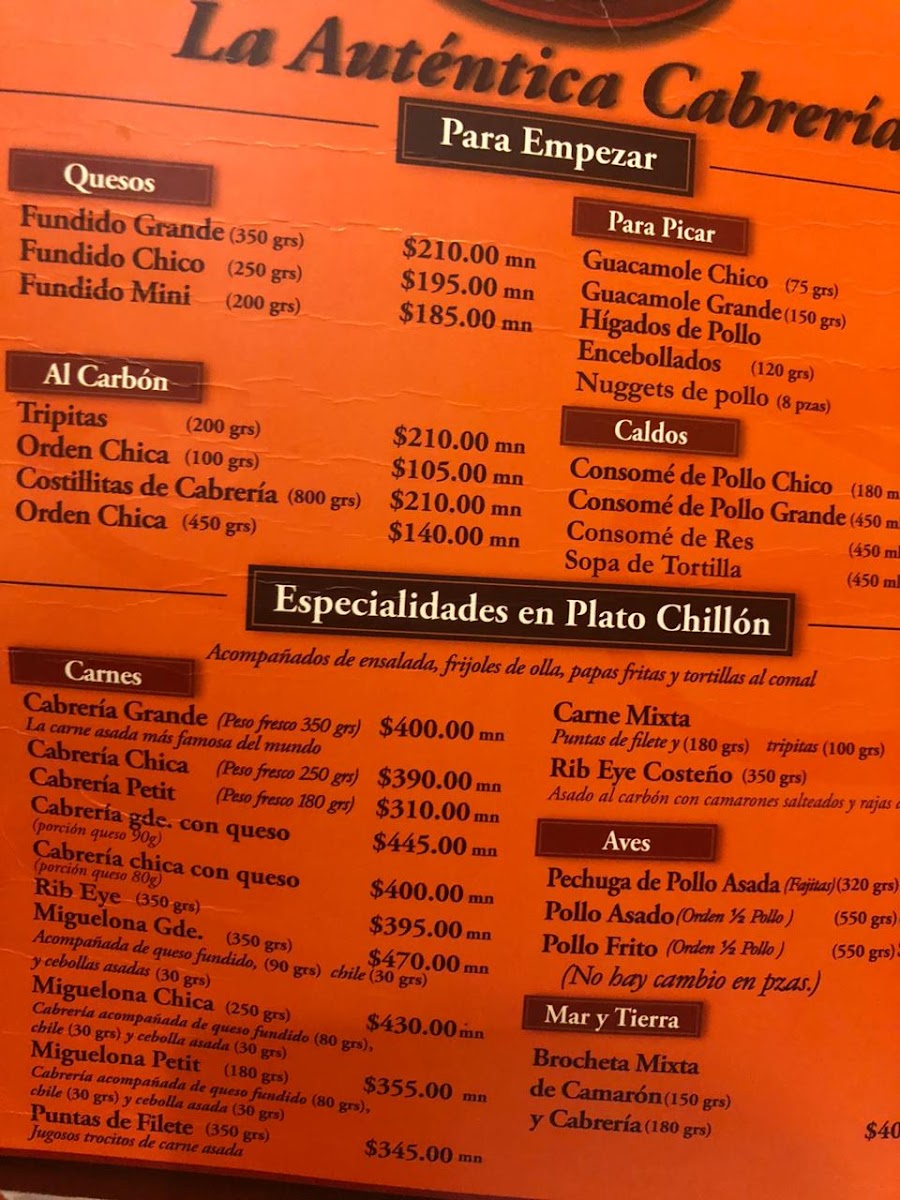 La Auténtica Cabrería
Para Empezar
Quesos
Fundido Grande (350 grs) $210.00 mn
Fundido Chico (250 grs) $195.00 mn
Fundido Mini (200 grs) $185.00 mn
Al Carbón
Tripitas (200 grs) $210.00 mn
Orden Chica (100 grs) $105.00 mn
Costillitas de Cabrería (800 grs) $210.00 mn
Orden Chica (450 grs) $140.00 mn
Para Picar
Guacamole Chico (75 grs)
Guacamole Grande (150 grs)
Hígados de Pollo
Encebollados (120 grs)
Nuggets de pollo (8 pzas)
Caldos
Consomé de Pollo Chico (180 m
Consomé de Pollo Grande (450 ml
Consomé de Res (450 ml
Sopa de Tortilla (450 ml
Especialidades en Plato Chillón
Acompañados de ensalada, frijoles de olla, papas fritas y tortillas al comal
Carnes
Cabrería Grande (Peso fresco 350 grs) $400.00 mn
La carne asada más famosa del mundo
Cabrería Chica (Peso fresco 250 grs) $390.00 mn
Cabrería Petit (Peso fresco 180 grs) $310.00 mn
Cabrería gde. con queso $445.00 mn
(porción queso 90g)
Cabrería chica con queso $400.00 mn
(porción queso 80g)
Rib Eye (350 grs) $395.00 mn
Miguelona Gde. (350 grs) $470.00 mn
Acompañada de queso fundido, (90 grs) chile (30 grs)
y cebollas asadas (30 grs)
Miguelona Chica (250 grs) $430.00 mn
Cabrería acompañada de queso fundido (80 grs),
chile (30 grs) y cebolla asada (30 grs)
Miguelona Petit (180 grs) $355.00 mn
Cabrería acompañada de queso fundido (80 grs),
chile (30 grs) y cebolla asada (30 grs)
Puntas de Filete (350 grs) $345.00 mn
Jugosos trocitos de carne asada
Carne Mixta
Puntas de filete y (180 grs) tripitas (100 grs)
Rib Eye Costeño (350 grs)
Asado al carbón con camarones salteados y rajas
Aves
Pechuga de Pollo Asada (Fajitas) (320 grs)
Pollo Asado (Orden ½ Pollo ) (550 grs)
Pollo Frito (Orden ½ Pollo ) (550 grs)
(No hay cambio en pzas.)
Mar y Tierra
Brocheta Mixta
de Camarón (150 grs)
y Cabrería (180 grs) $40